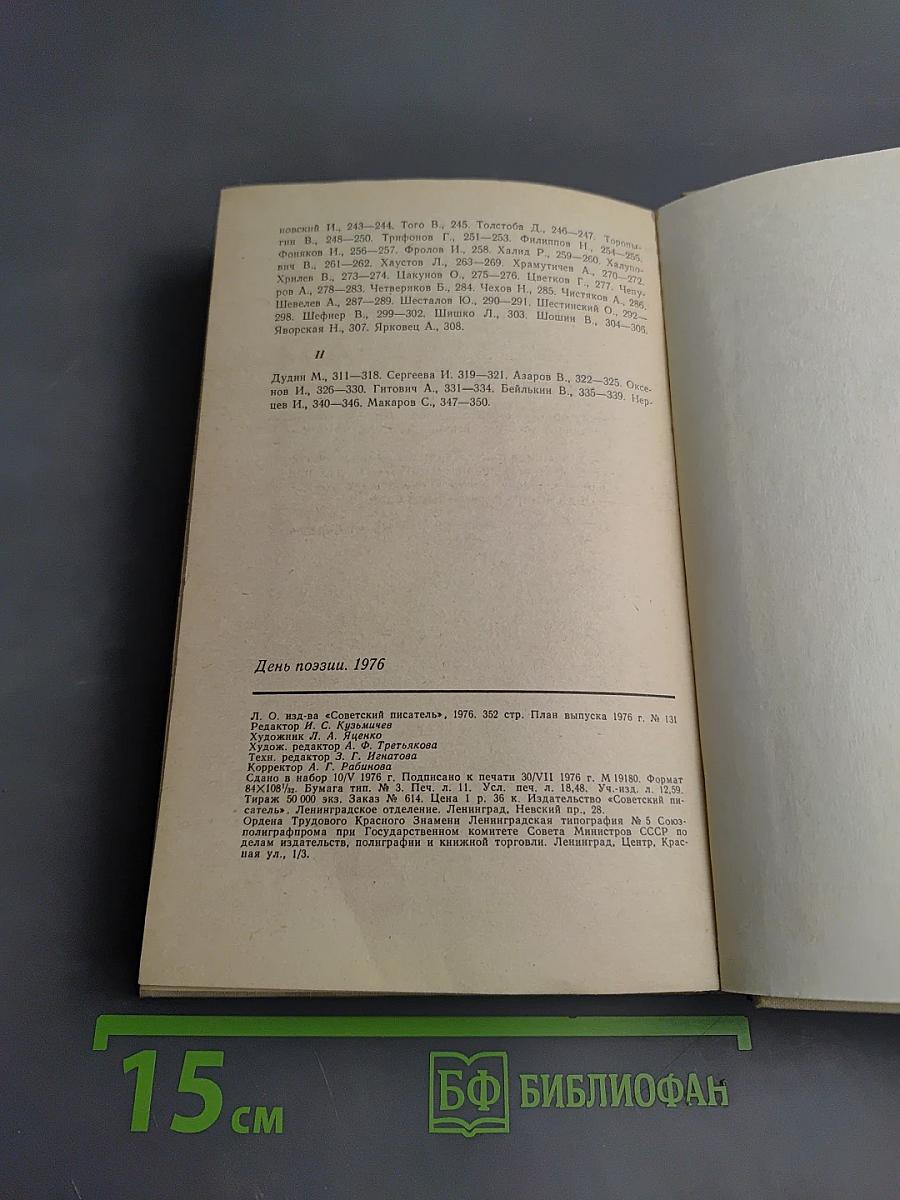 новский И., 243—244. Того В., 245. Толстоба Д., 246—247. Торопы-
гин В., 248—250. Трифонов Г., 251—253. Филиппов Н., 254—255.
Фоняков И., 256—257. Фролов И., 258. Халид Р., 259—260. Халупо-
вич В., 261—262. Хаустов Л., 263—269. Храмутичев А., 270—272.
Хрилев В., 273—274. Цакунов О., 275—276. Цветков Г., 277. Чепу-
ров А., 278—283. Четверяков Б., 284. Чехов Н., 285. Чистяков А., 286.
Шевелев А., 287—289. Шесталов Ю., 290—291. Шестинский О., 292—
298. Шефнер В., 299—302. Шишко Л., 303. Шошин В., 304—306.
Яворская Н., 307. Ярковец А., 308.
II
Дудин М., 311—318. Сергеева И. 319—321. Азаров В., 322—325. Оксе-
нов И., 326—330. Гитович А., 331—334. Бейлькин В., 335—339. Нер-
цев И., 340—346. Макаров С., 347—350.
День поэзии. 1976
Л. О. изд-ва «Советский писатель», 1976. 352 стр. План выпуска 1976 г. № 131
Редактор И. С. Кузьмичев
Художник Л. А. Яценко
Худож. редактор А. Ф. Третьякова
Техн. редактор З. Г. Игнатова
Корректор А. Г. Рабинова
Сдано в набор 10/V 1976 г. Подписано к печати 30/VII 1976 г. М 19180. Формат
84×108¹/₃₂. Бумага тип. № 3. Печ. л. 11. Усл. печ. л. 18,48. Уч.-изд. л. 12,59.
Тираж 50 000 экз. Заказ № 614. Цена 1 р. 36 к. Издательство «Советский пи-
сатель». Ленинградское отделение. Ленинград, Невский пр., 28.
Ордена Трудового Красного Знамени Ленинградская типография № 5 Союз-
полиграфпрома при Государственном комитете Совета Министров СССР по
делам издательств, полиграфии и книжной торговли. Ленинград, Центр, Крас-
ная ул., 1/3.
15 см
БФ БИБЛИОФАН